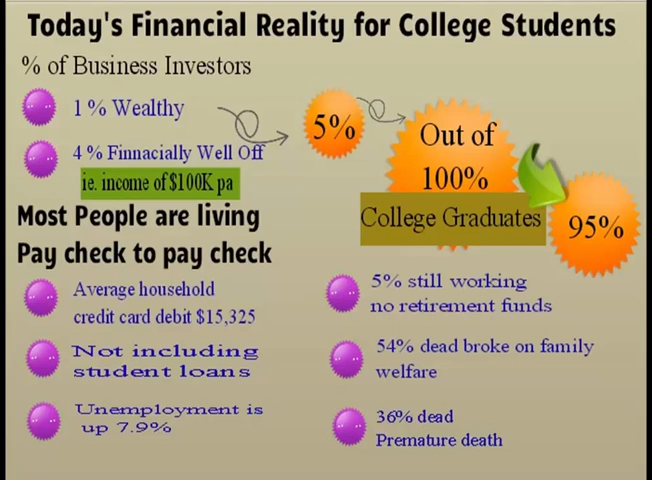 Today's Financial Reality for College Students
% of Business Investors
1 % Wealthy
4 % Finnacially Well Off
ie. income of $100K pa
5%
Out of
100%
College Graduates
95%
Most People are living
Pay check to pay check
Average household
credit card debit $15,325
Not including
student loans
Unemployment is
up 7.9%
5% still working
no retirement funds
54% dead broke on family
welfare
36% dead
Premature death